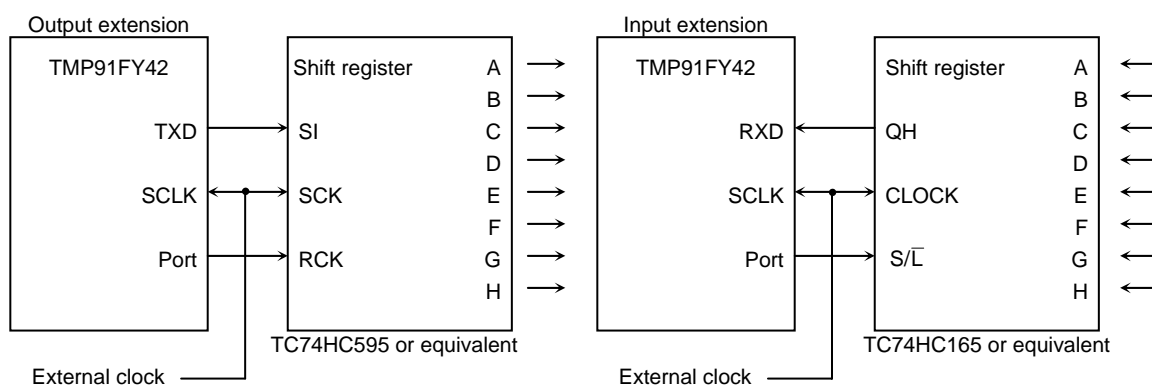 Output extension
TMP91FY42
TXD
SCLK
Port
Shift register
SI
SCK
RCK
A
B
C
D
E
F
G
H
TC74HC595 or equivalent
External clock
Input extension
TMP91FY42
RXD
SCLK
Port
Shift register
QH
CLOCK
S/L̅
A
B
C
D
E
F
G
H
TC74HC165 or equivalent
External clock